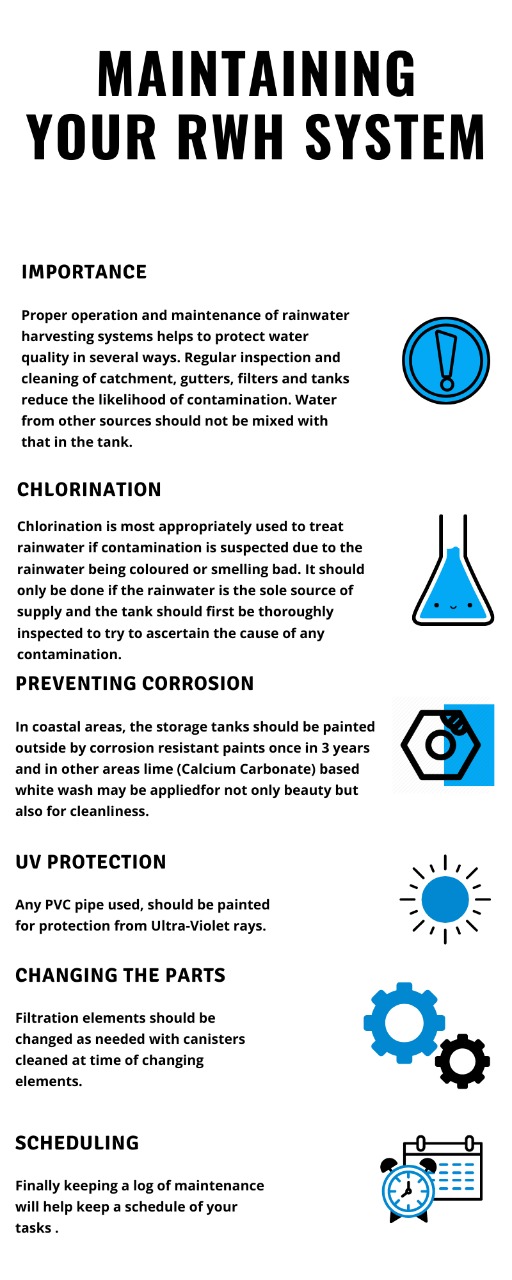 MAINTAINING
YOUR RWH SYSTEM
IMPORTANCE
Proper operation and maintenance of rainwater
harvesting systems helps to protect water
quality in several ways. Regular inspection and
cleaning of catchment, gutters, filters and tanks
reduce the likelihood of contamination. Water
from other sources should not be mixed with
that in the tank.
CHLORINATION
Chlorination is most appropriately used to treat
rainwater if contamination is suspected due to the
rainwater being coloured or smelling bad. It should
only be done if the rainwater is the sole source of
supply and the tank should first be thoroughly
inspected to try to ascertain the cause of any
contamination.
PREVENTING CORROSION
In coastal areas, the storage tanks should be painted
outside by corrosion resistant paints once in 3 years
and in other areas lime (Calcium Carbonate) based
white wash may be appliedfor not only beauty but
also for cleanliness.
UV PROTECTION
Any PVC pipe used, should be painted
for protection from Ultra-Violet rays.
CHANGING THE PARTS
Filtration elements should be
changed as needed with canisters
cleaned at time of changing
elements.
SCHEDULING
Finally keeping a log of maintenance
will help keep a schedule of your
tasks .